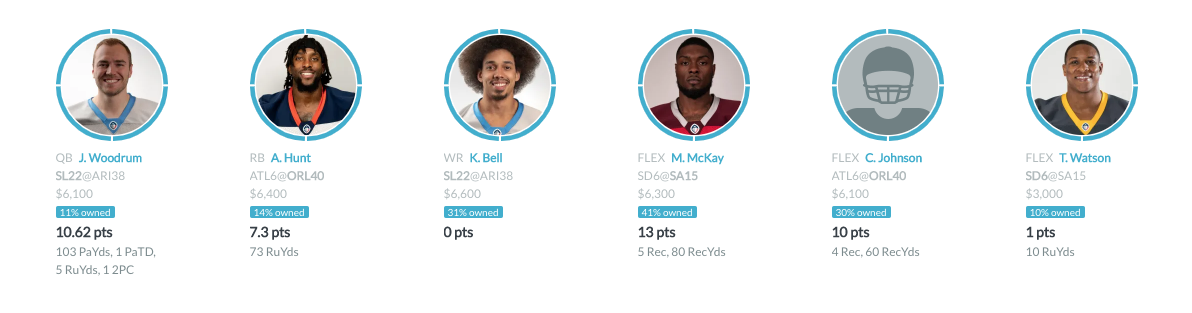 QB J. Woodrum
SL22@ARI38
$6,100
11% owned
10.62 pts
103 PaYds, 1 PaTD,
5 RuYds, 1 2PC
RB A. Hunt
ATL6@ORL40
$6,400
14% owned
7.3 pts
73 RuYds
WR K. Bell
SL22@ARI38
$6,600
31% owned
0 pts
FLEX M. McKay
SD6@SA15
$6,300
41% owned
13 pts
5 Rec, 80 RecYds
FLEX C. Johnson
ATL6@ORL40
$6,100
30% owned
10 pts
4 Rec, 60 RecYds
FLEX T. Watson
SD6@SA15
$3,000
10% owned
1 pts
10 RuYds